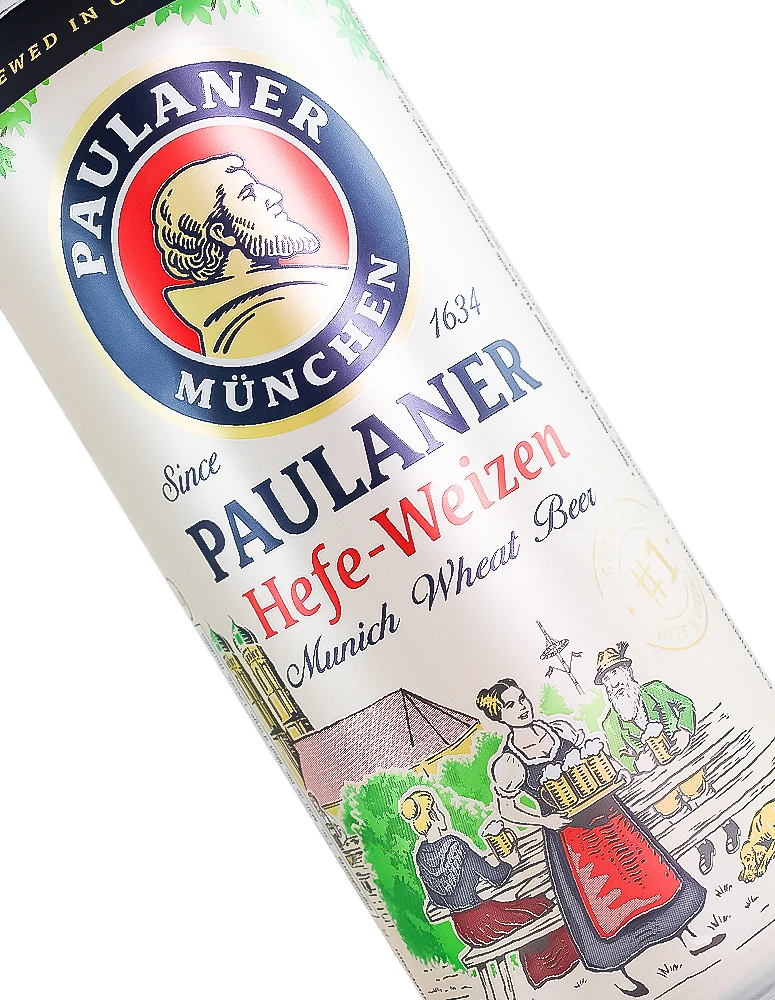 EWED IN
PAULANER
MÜNCHEN
Since 1634
PAULANER
Hefe-Weizen
Munich Wheat Beer
#1